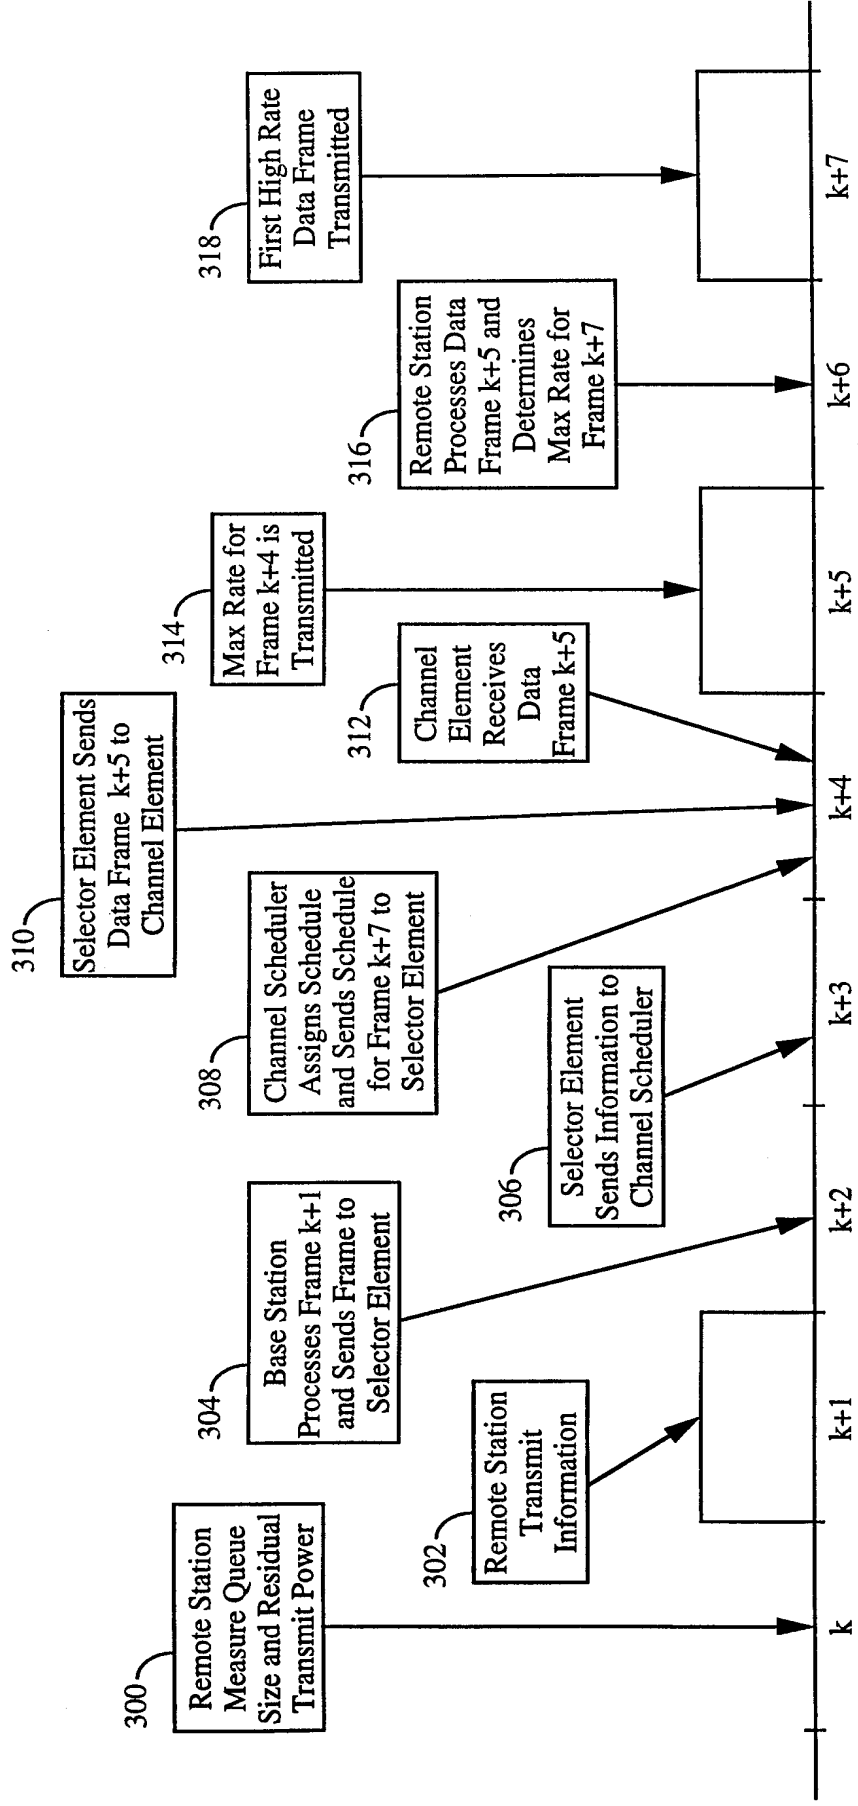 300
Remote Station
Measure Queue
Size and Residual
Transmit Power
302
Remote Station
Transmit
Information
304
Base Station
Processes Frame k+1
and Sends Frame to
Selector Element
306
Selector Element
Sends Information to
Channel Scheduler
308
Channel Scheduler
Assigns Schedule
and Sends Schedule
for Frame k+7 to
Selector Element
310
Selector Element Sends
Data Frame k+5 to
Channel Element
312
Channel
Element
Receives
Data
Frame k+5
314
Max Rate for
Frame k+4 is
Transmitted
316
Remote Station
Processes Data
Frame k+5 and
Determines
Max Rate for
Frame k+7
318
First High Rate
Data Frame
Transmitted
k
k+1
k+2
k+3
k+4
k+5
k+6
k+7